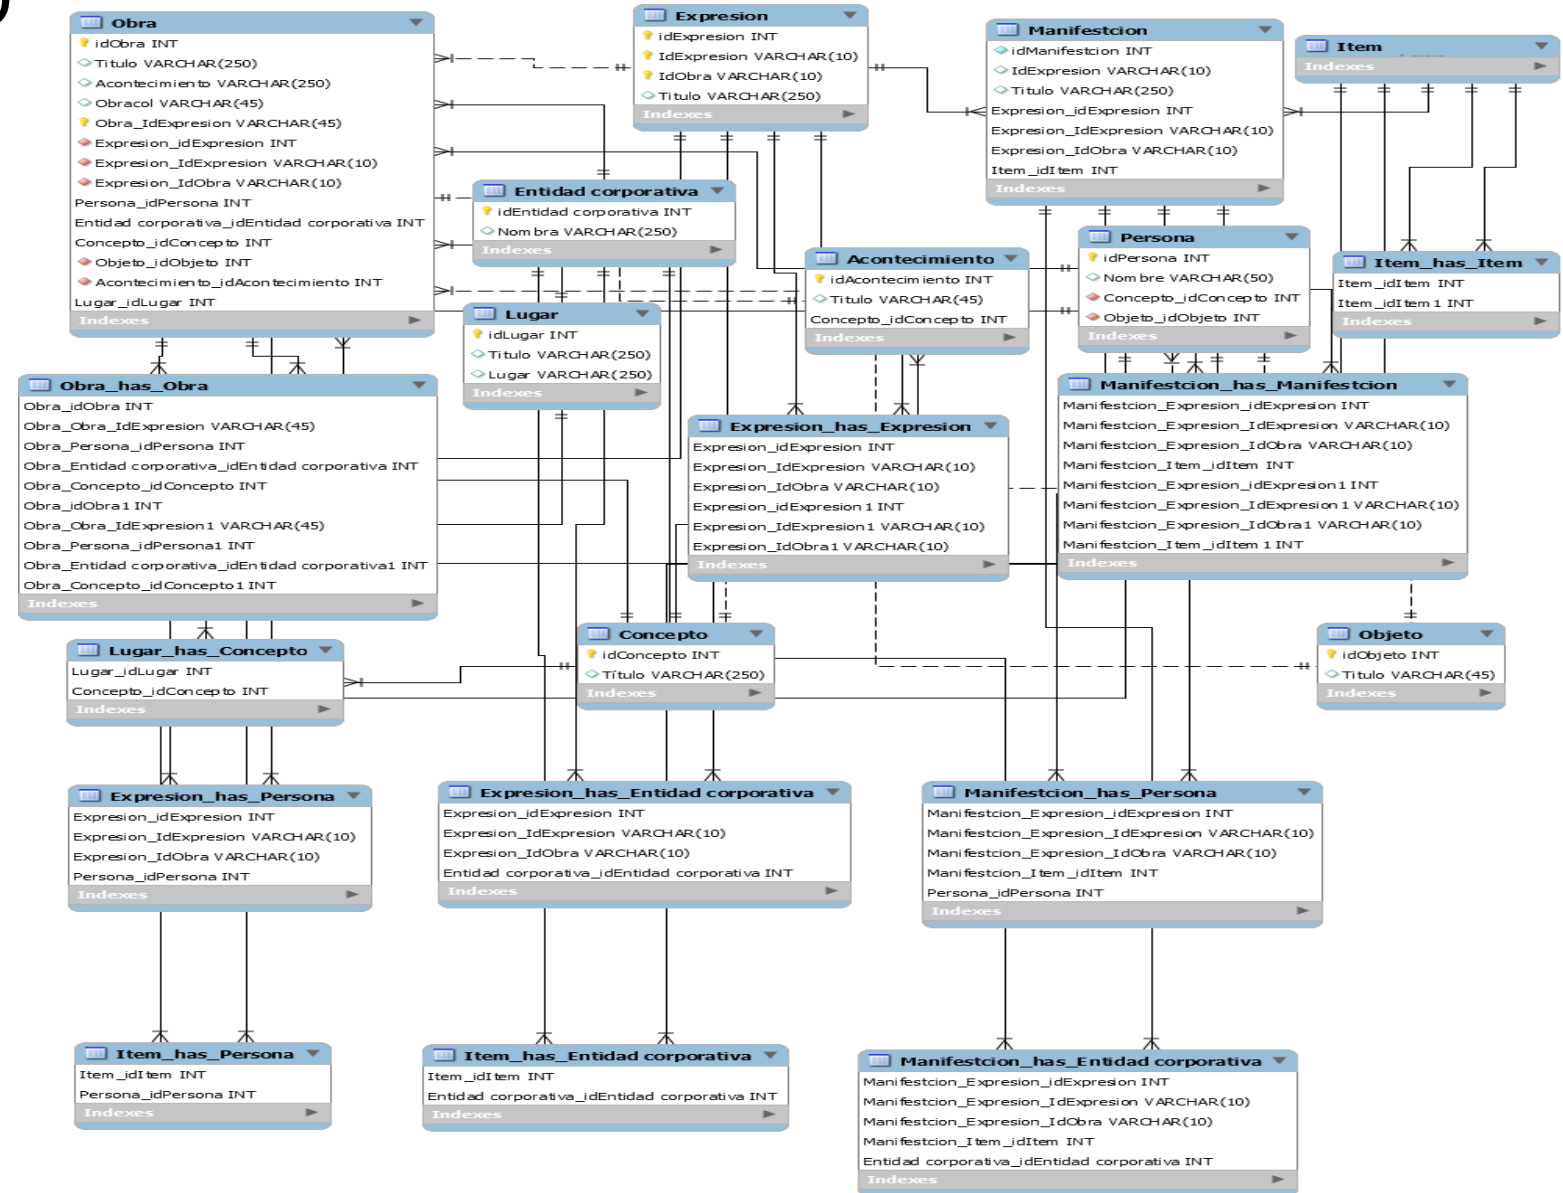 Obra
idObra INT
Titulo VARCHAR(250)
Acontecimiento VARCHAR(250)
Obracol VARCHAR(45)
Obra_IdExpresion VARCHAR(45)
Expresion_idExpresion INT
Expresion_IdExpresion VARCHAR(10)
Expresion_IdObra VARCHAR(10)
Persona_idPersona INT
Entidad corporativa_idEntidad corporativa INT
Concepto_idConcepto INT
Objeto_idObjeto INT
Acontecimiento_idAcontecimiento INT
Lugar_idLugar INT
Indexes
Expresion
idExpresion INT
IdExpresion VARCHAR(10)
IdObra VARCHAR(10)
Titulo VARCHAR(250)
Indexes
Manifestcion
idManifestcion INT
IdExpresion VARCHAR(10)
Titulo VARCHAR(250)
Expresion_idExpresion INT
Expresion_IdExpresion VARCHAR(10)
Expresion_IdObra VARCHAR(10)
Item_idItem INT
Indexes
Item
Indexes
Entidad corporativa
idEntidad corporativa INT
Nombra VARCHAR(250)
Indexes
Acontecimiento
idAcontecimiento INT
Titulo VARCHAR(45)
Concepto_idConcepto INT
Indexes
Persona
idPersona INT
Nombre VARCHAR(50)
Concepto_idConcepto INT
Objeto_idObjeto INT
Indexes
Item_has_Item
Item_idItem INT
Item_idItem1 INT
Indexes
Lugar
idLugar INT
Titulo VARCHAR(250)
Lugar VARCHAR(250)
Indexes
Obra_has_Obra
Obra_idObra INT
Obra_Obra_IdExpresion VARCHAR(45)
Obra_Persona_idPersona INT
Obra_Entidad corporativa_idEntidad corporativa INT
Obra_Concepto_idConcepto INT
Obra_idObra1 INT
Obra_Obra_IdExpresion1 VARCHAR(45)
Obra_Persona_idPersona1 INT
Obra_Entidad corporativa_idEntidad corporativa1 INT
Obra_Concepto_idConcepto1 INT
Indexes
Expresion_has_Expresion
Expresion_idExpresion INT
Expresion_IdExpresion VARCHAR(10)
Expresion_IdObra VARCHAR(10)
Expresion_idExpresion1 INT
Expresion_IdExpresion1 VARCHAR(10)
Expresion_IdObra1 VARCHAR(10)
Indexes
Manifestcion_has_Manifestcion
Manifestcion_Expresion_idExpresion INT
Manifestcion_Expresion_IdExpresion VARCHAR(10)
Manifestcion_Expresion_IdObra VARCHAR(10)
Manifestcion_Item_idItem INT
Manifestcion_Expresion_idExpresion1 INT
Manifestcion_Expresion_IdExpresion1 VARCHAR(10)
Manifestcion_Expresion_IdObra1 VARCHAR(10)
Manifestcion_Item_idItem1 INT
Indexes
Lugar_has_Concepto
Lugar_idLugar INT
Concepto_idConcepto INT
Indexes
Concepto
idConcepto INT
Título VARCHAR(250)
Indexes
Objeto
idObjeto INT
Titulo VARCHAR(45)
Indexes
Expresion_has_Persona
Expresion_idExpresion INT
Expresion_IdExpresion VARCHAR(10)
Expresion_IdObra VARCHAR(10)
Persona_idPersona INT
Indexes
Expresion_has_Entidad corporativa
Expresion_idExpresion INT
Expresion_IdExpresion VARCHAR(10)
Expresion_IdObra VARCHAR(10)
Entidad corporativa_idEntidad corporativa INT
Indexes
Manifestcion_has_Persona
Manifestcion_Expresion_idExpresion INT
Manifestcion_Expresion_IdExpresion VARCHAR(10)
Manifestcion_Expresion_IdObra VARCHAR(10)
Manifestcion_Item_idItem INT
Persona_idPersona INT
Indexes
Item_has_Persona
Item_idItem INT
Persona_idPersona INT
Indexes
Item_has_Entidad corporativa
Item_idItem INT
Entidad corporativa_idEntidad corporativa INT
Indexes
Manifestcion_has_Entidad corporativa
Manifestcion_Expresion_idExpresion INT
Manifestcion_Expresion_IdExpresion VARCHAR(10)
Manifestcion_Expresion_IdObra VARCHAR(10)
Manifestcion_Item_idItem INT
Entidad corporativa_idEntidad corporativa INT
Indexes